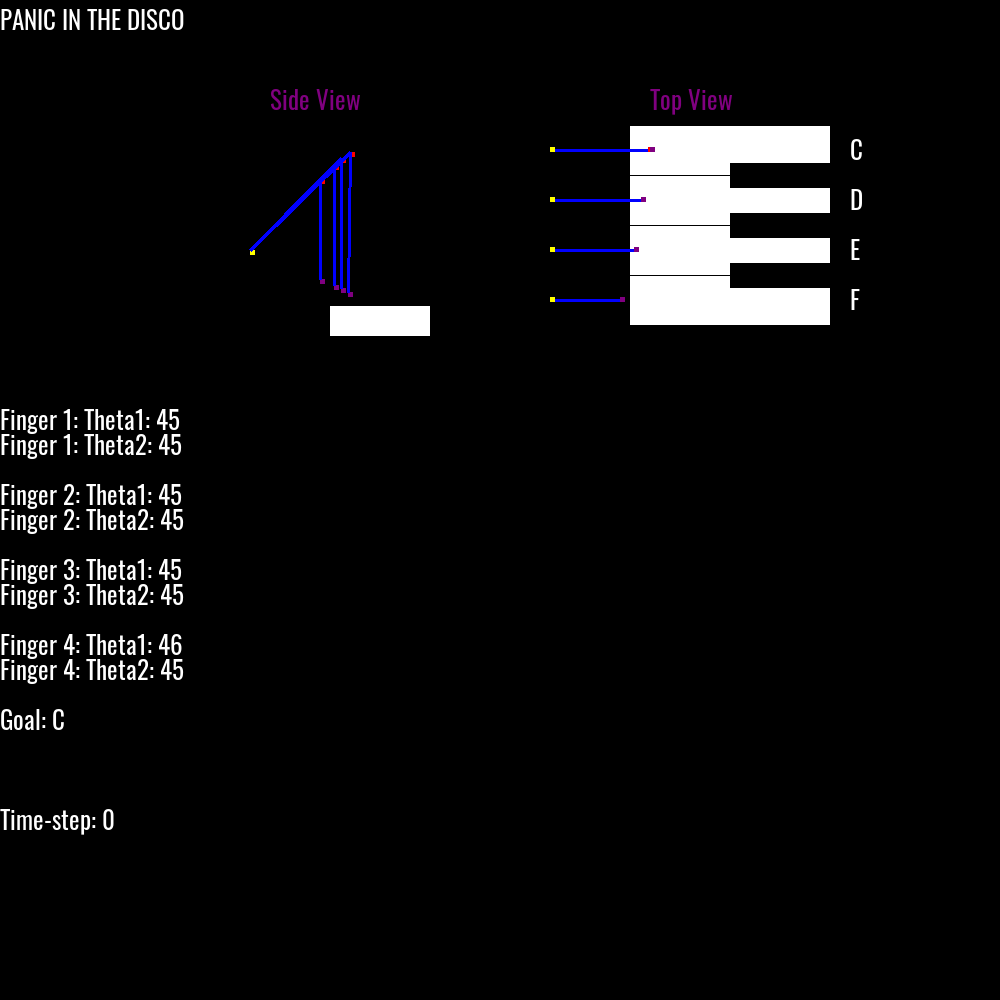 PANIC IN THE DISCO
Side View
Top View
C
D
E
F
Finger 1: Theta1: 45
Finger 1: Theta2: 45
Finger 2: Theta1: 45
Finger 2: Theta2: 45
Finger 3: Theta1: 45
Finger 3: Theta2: 45
Finger 4: Theta1: 46
Finger 4: Theta2: 45
Goal: C
Time-step: 0